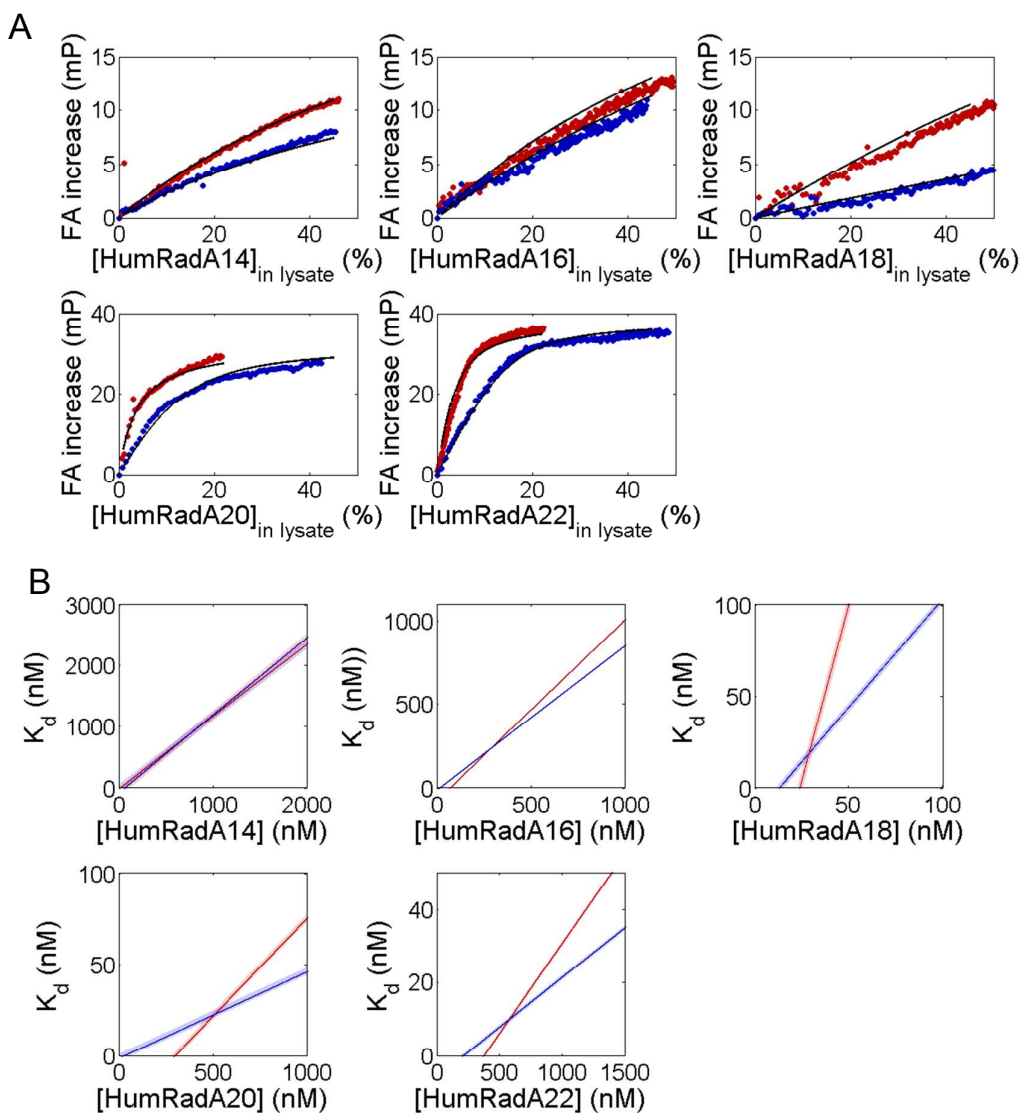 A
FA increase (mP)
15
10
5
0
0 20 40
[HumRadA14]in lysate (%)
FA increase (mP)
15
10
5
0
0 20 40
[HumRadA16]in lysate (%)
FA increase (mP)
15
10
5
0
0 20 40
[HumRadA18]in lysate (%)
FA increase (mP)
40
20
0
0 20 40
[HumRadA20]in lysate (%)
FA increase (mP)
40
20
0
0 20 40
[HumRadA22]in lysate (%)
B
Kd (nM)
3000
2000
1000
0
0 1000 2000
[HumRadA14] (nM)
Kd (nM))
1000
500
0
0 500 1000
[HumRadA16] (nM)
Kd (nM)
100
50
0
0 50 100
[HumRadA18] (nM)
Kd (nM)
100
50
0
0 500 1000
[HumRadA20] (nM)
Kd (nM)
40
20
0
0 500 1000 1500
[HumRadA22] (nM)